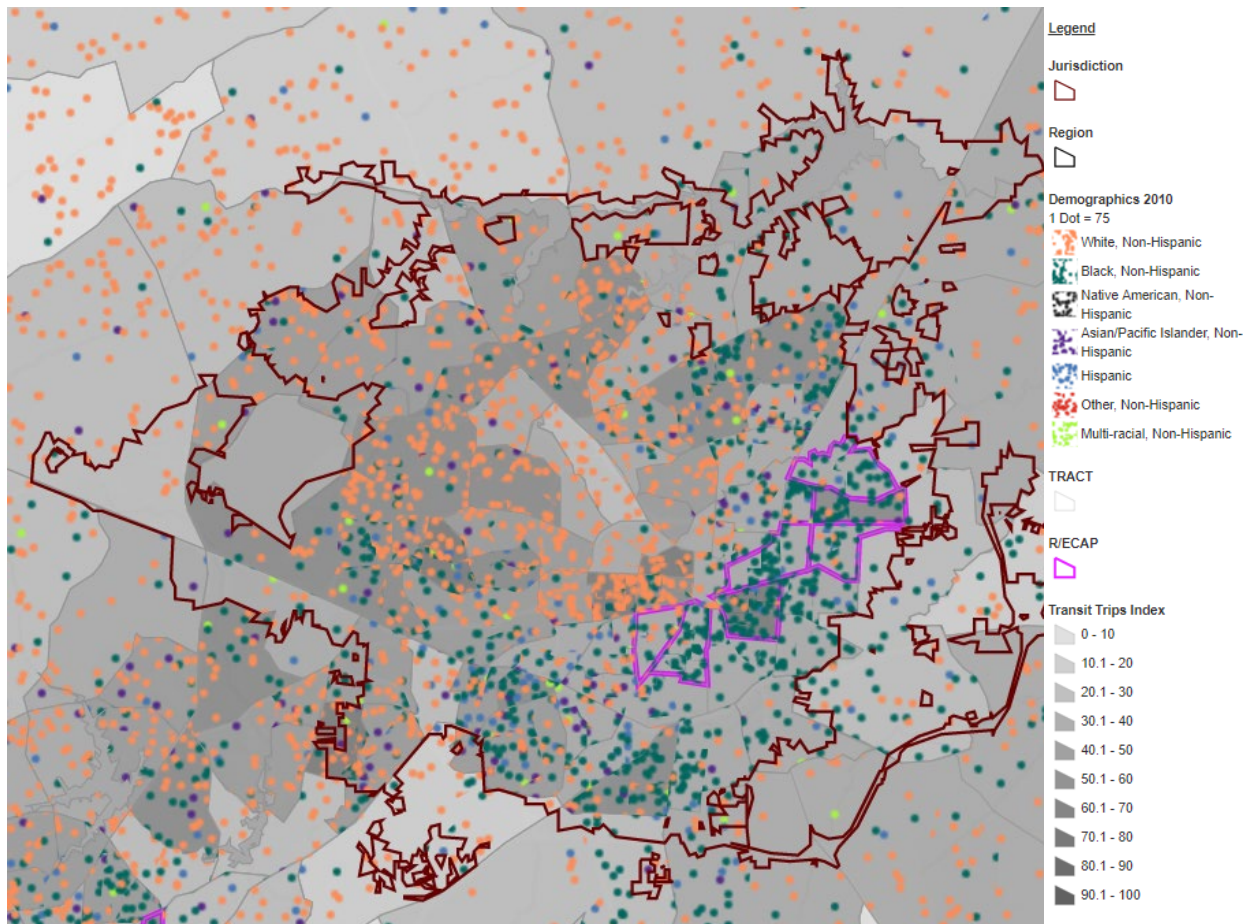 Legend
Jurisdiction
Region
Demographics 2010
1 Dot = 75
White, Non-Hispanic
Black, Non-Hispanic
Native American, Non-
Hispanic
Asian/Pacific Islander, Non-
Hispanic
Hispanic
Other, Non-Hispanic
Multi-racial, Non-Hispanic
TRACT
R/ECAP
Transit Trips Index
0 - 10
10.1 - 20
20.1 - 30
30.1 - 40
40.1 - 50
50.1 - 60
60.1 - 70
70.1 - 80
80.1 - 90
90.1 - 100